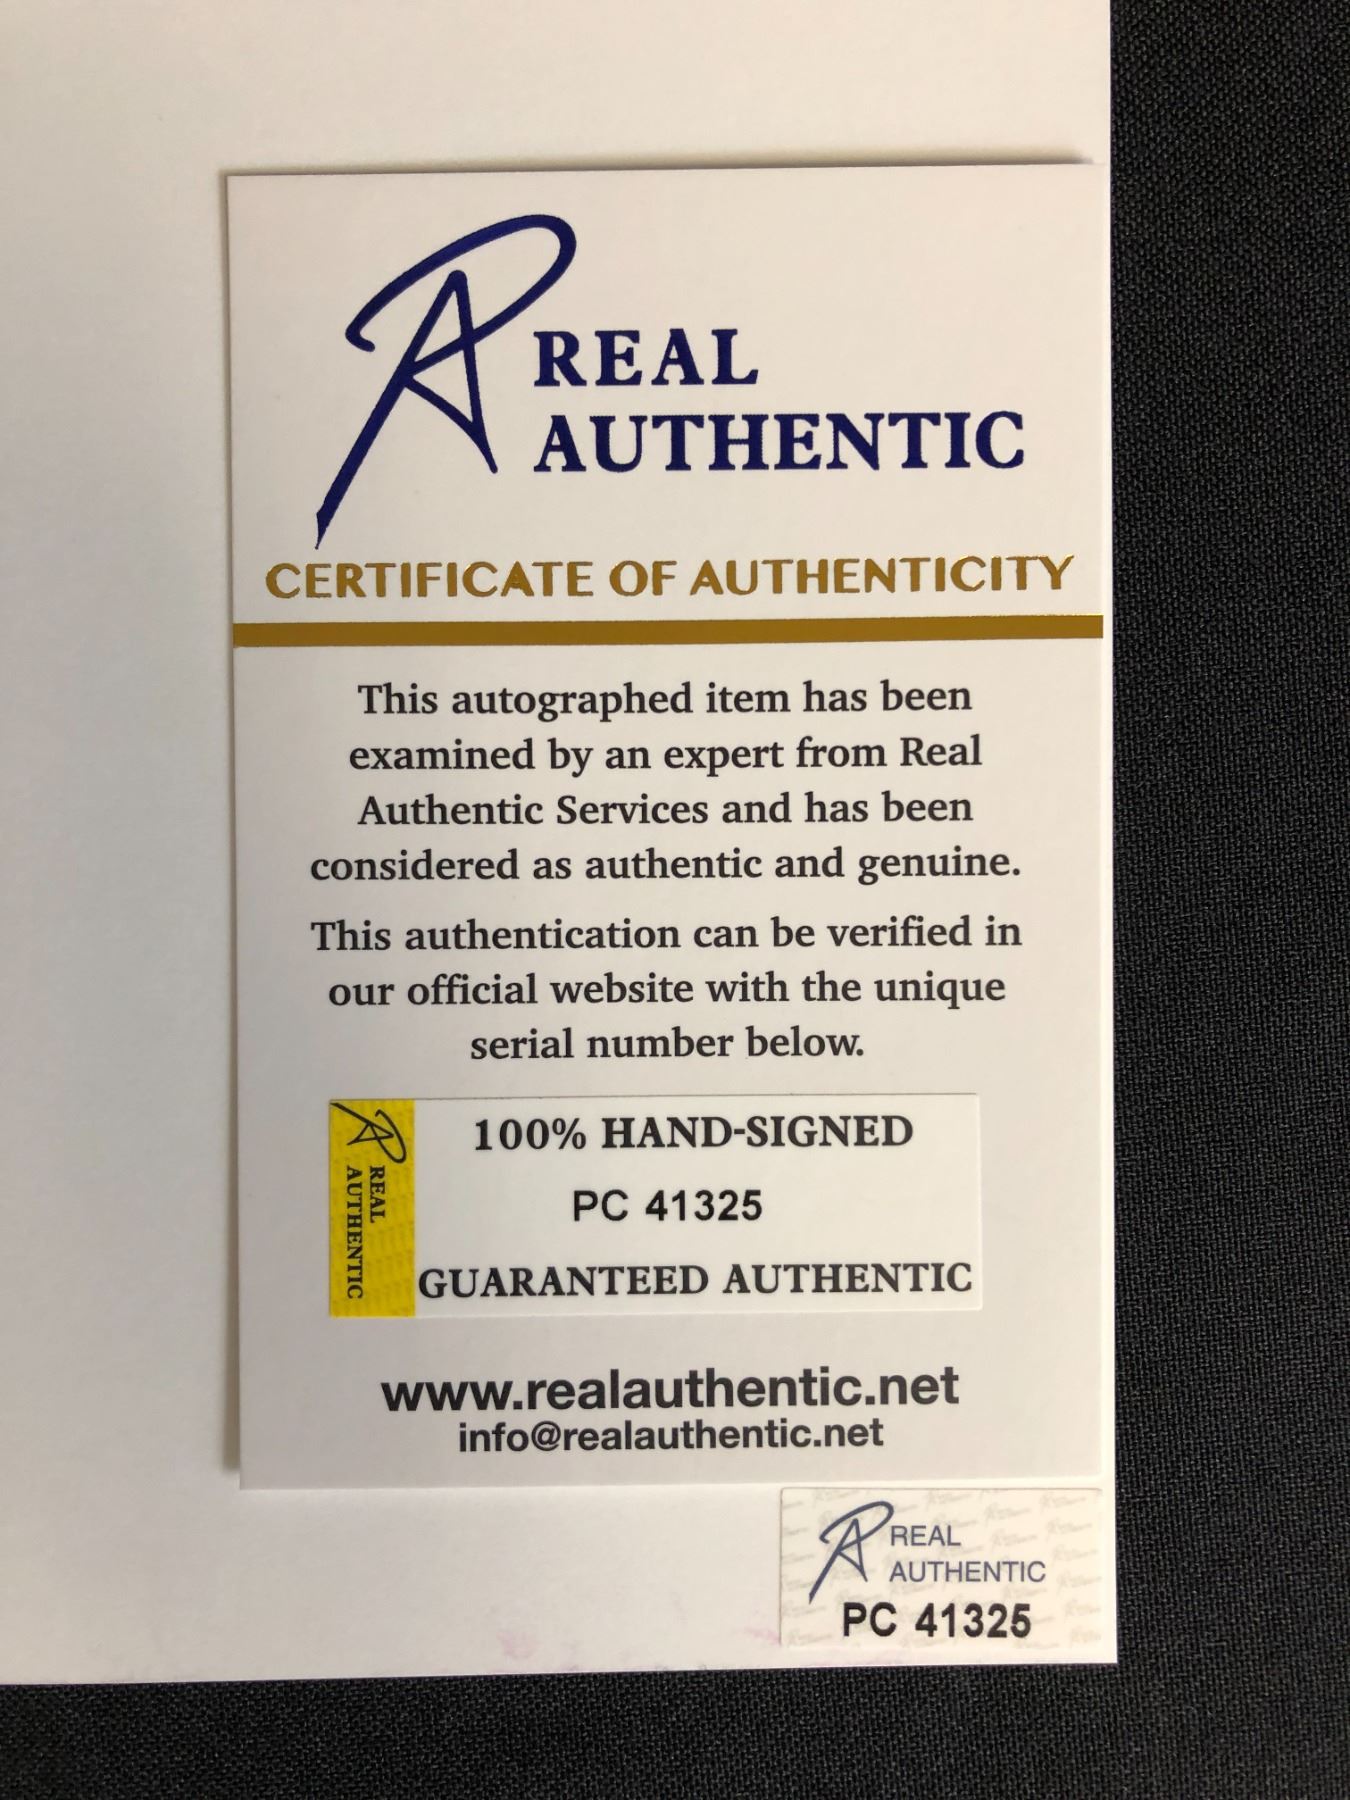 REAL
AUTHENTIC
CERTIFICATE OF AUTHENTICITY
This autographed item has been
examined by an expert from Real
Authentic Services and has been
considered as authentic and genuine.
This authentication can be verified in
our official website with the unique
serial number below.
REAL
AUTHENTIC
100% HAND-SIGNED
PC 41325
GUARANTEED AUTHENTIC
www.realauthentic.net
info@realauthentic.net
REAL
AUTHENTIC
PC 41325